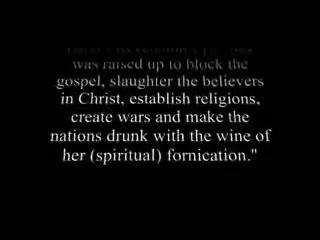 was raised up to block the
gospel, slaughter the believers
in Christ, establish religions,
create wars and make the
nations drunk with the wine of
her (spiritual) fornication."